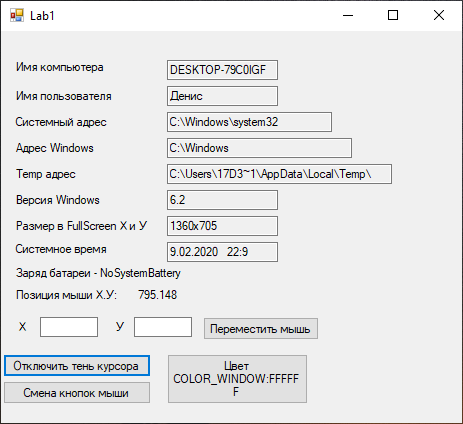 Lab1
Имя компьютера DESKTOP-79C0IGF
Имя пользователя Денис
Системный адрес C:\Windows\system32
Адрес Windows C:\Windows
Temp адрес C:\Users\17D3~1\AppData\Local\Temp\
Версия Windows 6.2
Размер в FullScreen X и У 1360x705
Системное время 9.02.2020 22:9
Заряд батареи - NoSystemBattery
Позиция мыши X.У: 795.148
X У Переместить мышь
Отключить тень курсора
Смена кнопок мыши
Цвет
COLOR_WINDOW:FFFFF
F